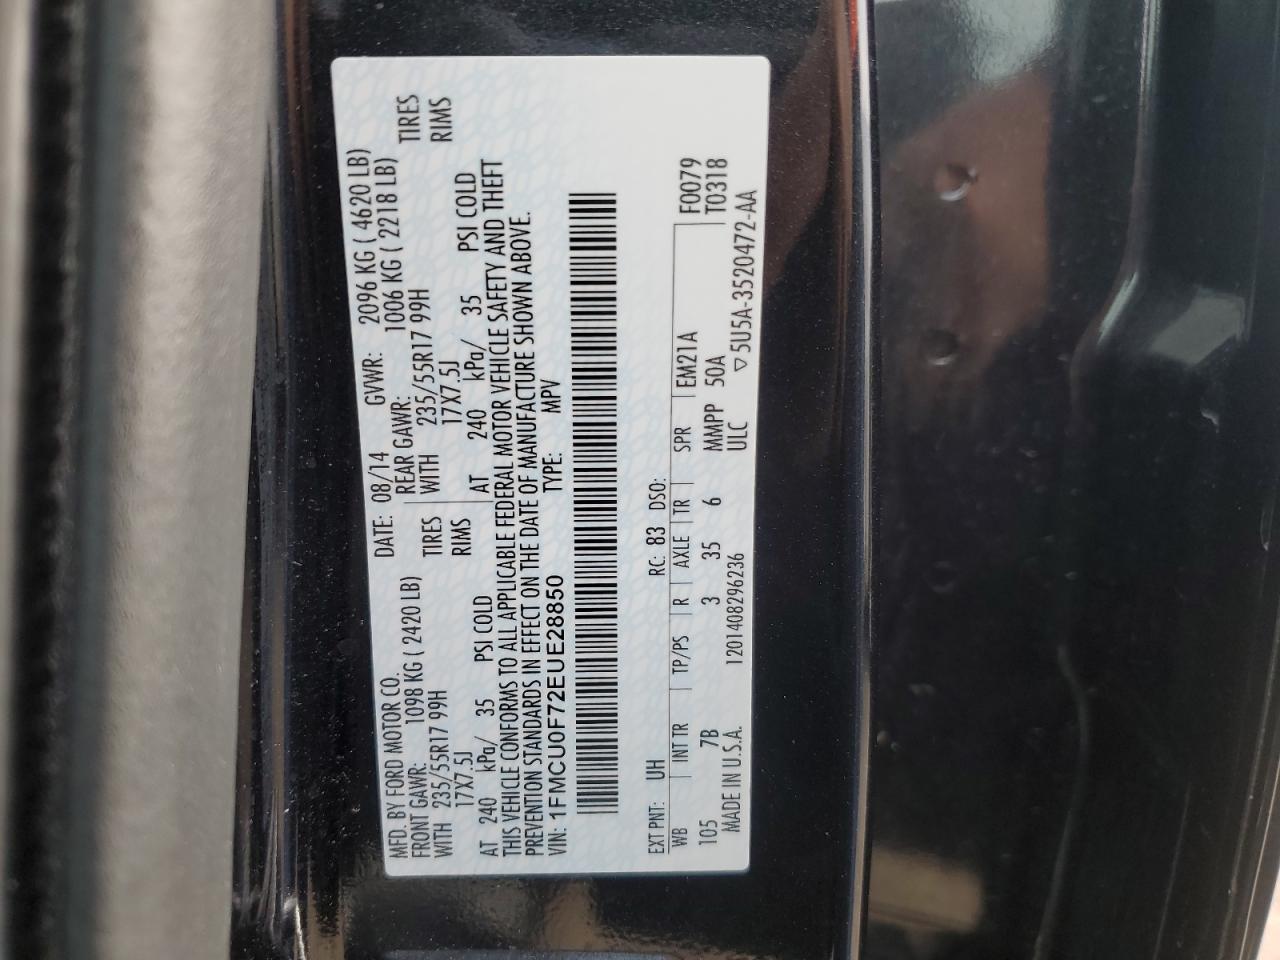 MFD. BY FORD MOTOR CO. DATE: 08/14 GVWR: 2096 KG ( 4620 LB)
FRONT GAWR: 1098 KG ( 2420 LB) REAR GAWR: 1006 KG ( 2218 LB)
WITH 235/55R17 99H TIRES WITH 235/55R17 99H TIRES
17X7.5J RIMS 17X7.5J RIMS
AT 240 kPa/ 35 PSI COLD AT 240 kPa/ 35 PSI COLD
THIS VEHICLE CONFORMS TO ALL APPLICABLE FEDERAL MOTOR VEHICLE SAFETY AND THEFT
PREVENTION STANDARDS IN EFFECT ON THE DATE OF MANUFACTURE SHOWN ABOVE.
VIN: 1FMCU0F72EUE28850 TYPE: MPV
EXT PNT: UH RC: 83 DSO:
WB INT TR TP/PS R AXLE TR SPR EM21A F0079
105 7B 3 35 6 MMPP 50A T0318
ULC
MADE IN U.S.A. 1201408296236 ▽5U5A-3520472-AA